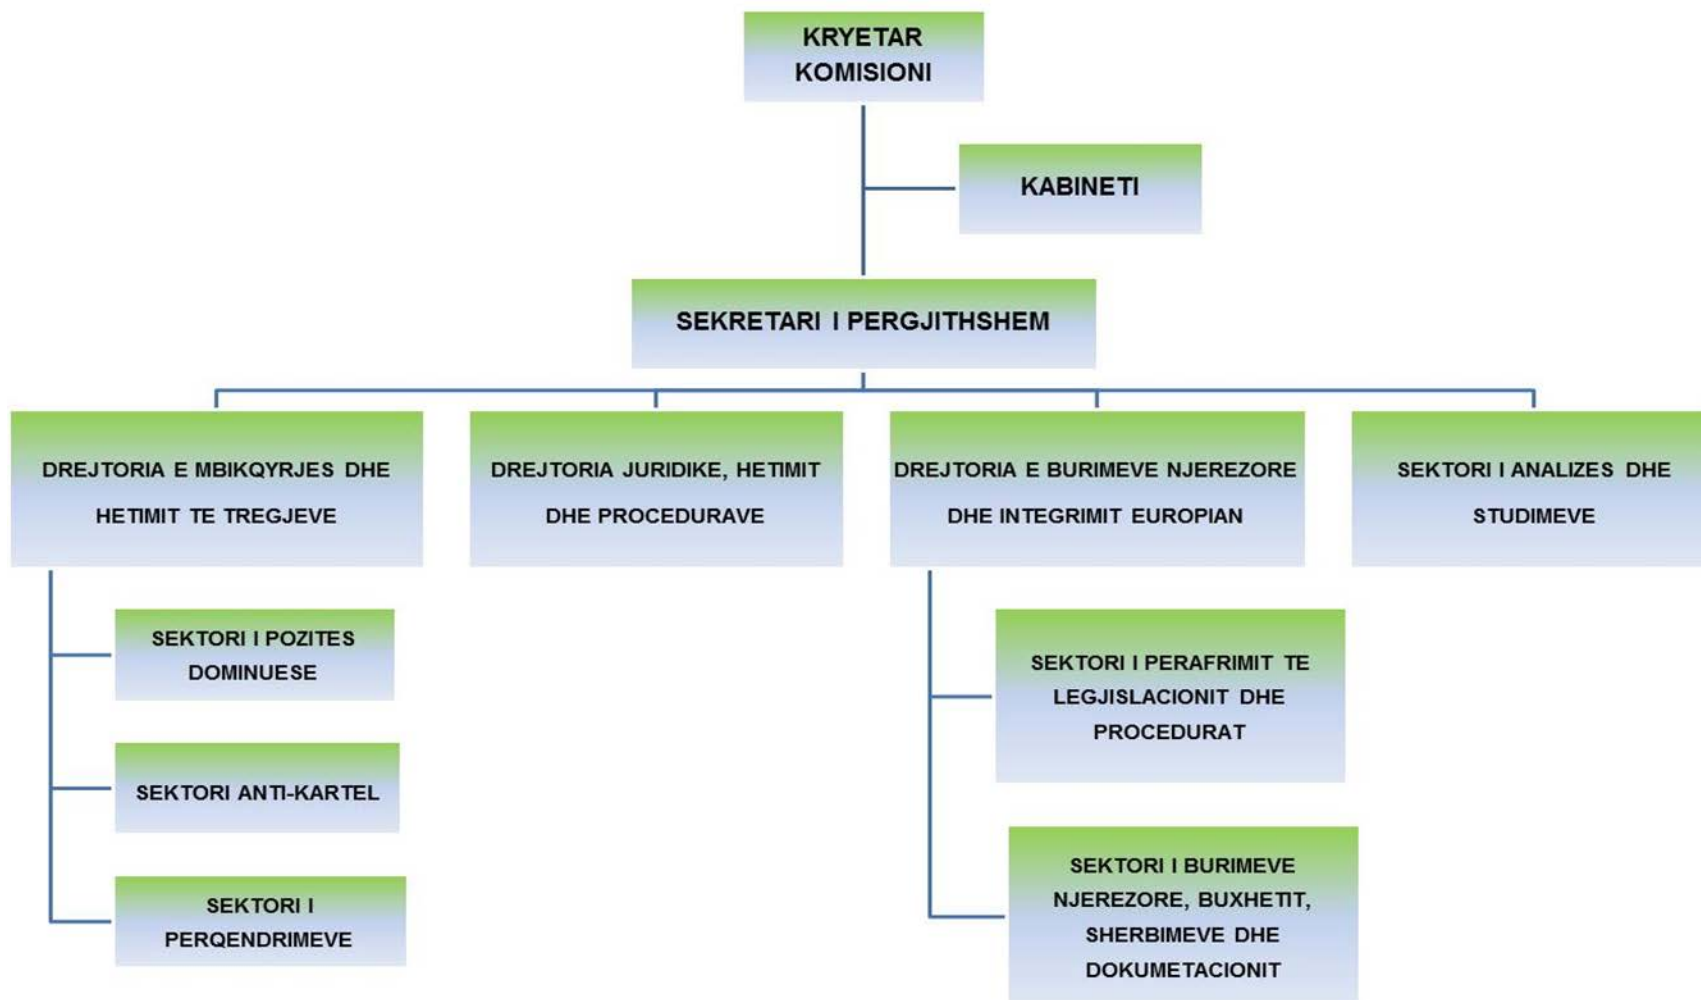 KRYETAR
KOMISIONI
KABINETI
SEKRETARI I PERGJITHSHEM
DREJTORIA E MBIKQYRJES DHE
HETIMIT TE TREGJEVE
DREJTORIA JURIDIKE, HETIMIT
DHE PROCEDURAVE
DREJTORIA E BURIMEVE NJEREZORE
DHE INTEGRIMIT EUROPIAN
SEKTORI I ANALIZES DHE
STUDIMEVE
SEKTORI I POZITES
DOMINUESE
SEKTORI ANTI-KARTEL
SEKTORI I
PERQENDRIMEVE
SEKTORI I PERAFRIMIT TE
LEGJISLACIONIT DHE
PROCEDURAT
SEKTORI I BURIMEVE
NJEREZORE, BUXHETIT,
SHERBIMEVE DHE
DOKUMETACIONIT